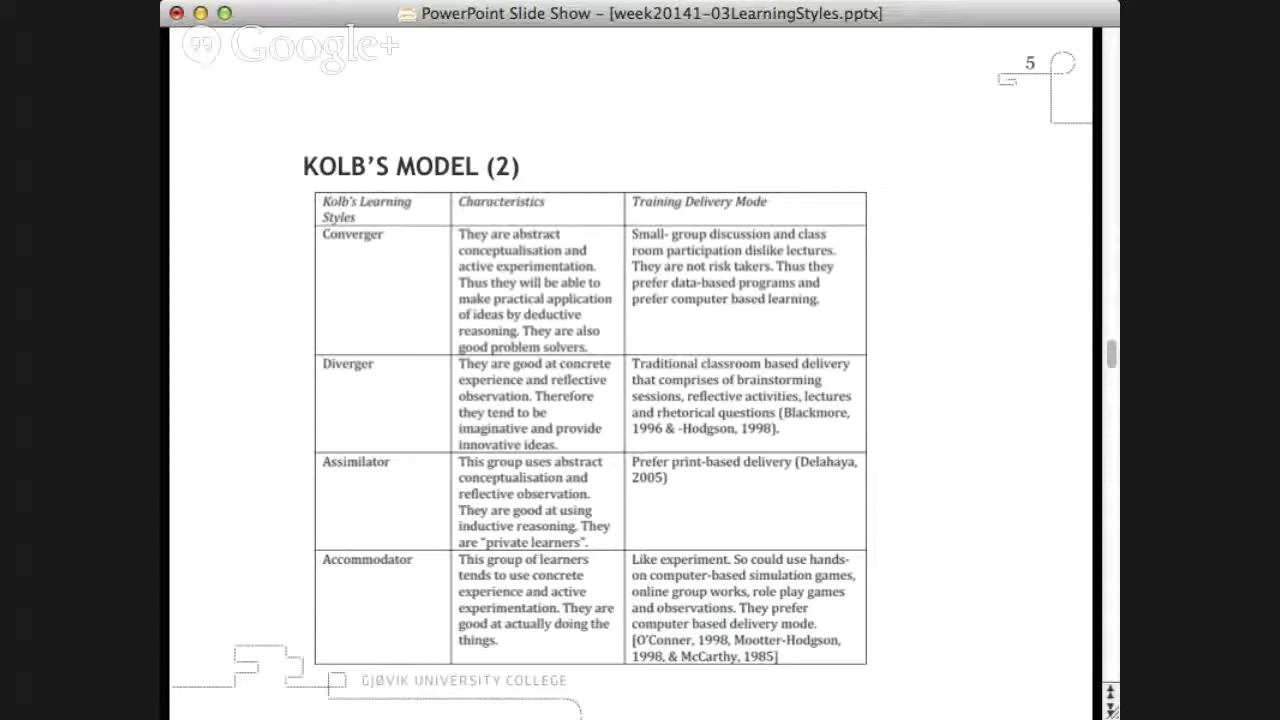 PowerPoint Slide Show – [week20141-03LearningStyles.pptx]
Google+
5
KOLB'S MODEL (2)
Kolb's Learning
Styles
Characteristics
Training Delivery Mode
Converger
They are abstract
conceptualisation and
active experimentation.
Thus they will be able to
make practical application
of ideas by deductive
reasoning. They are also
good problem solvers.
Small- group discussion and class
room participation dislike lectures.
They are not risk takers. Thus they
prefer data-based programs and
prefer computer based learning.
Diverger
They are good at concrete
experience and reflective
observation. Therefore
they tend to be
imaginative and provide
innovative ideas.
Traditional classroom based delivery
that comprises of brainstorming
sessions, reflective activities, lectures
and rhetorical questions (Blackmore,
1996 & -Hodgson, 1998).
Assimilator
This group uses abstract
conceptualisation and
reflective observation.
They are good at using
inductive reasoning. They
are "private learners".
Prefer print-based delivery (Delahaya,
2005)
Accommodator
This group of learners
tends to use concrete
experience and active
experimentation. They are
good at actually doing the
things.
Like experiment. So could use hands-
on computer-based simulation games,
online group works, role play games
and observations. They prefer
computer based delivery mode.
[O'Conner, 1998, Mootter-Hodgson,
1998, & McCarthy, 1985]
GJØVIK UNIVERSITY COLLEGE